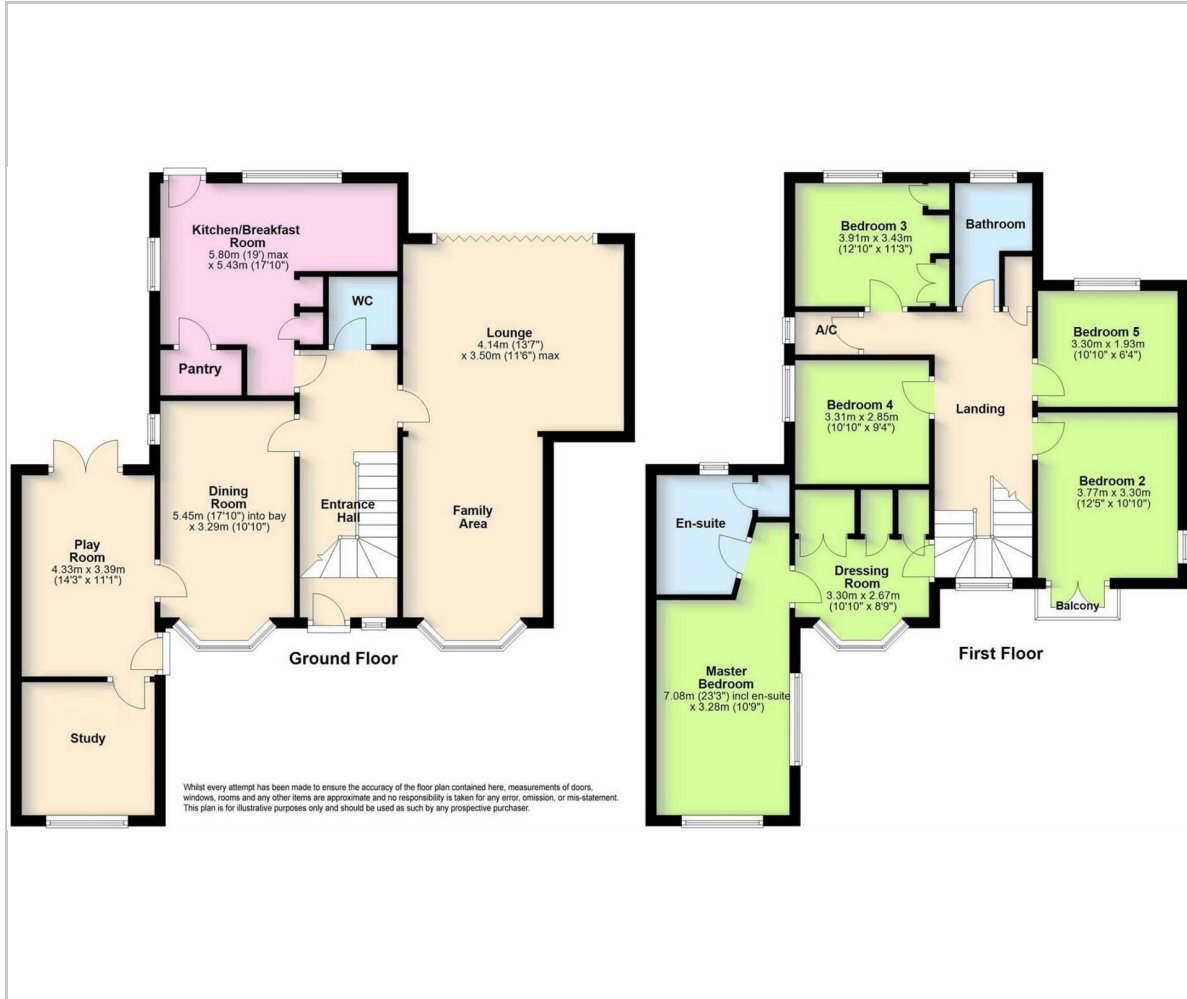 Kitchen/Breakfast
Room
5.80m (19') max
x 5.43m (17'10")
WC
Lounge
4.14m (13'7")
x 3.50m (11'6") max
Pantry
Dining
Room
5.45m (17'10") into bay
x 3.29m (10'10")
Entrance
Hall
Family
Area
Play
Room
4.33m x 3.39m
(14'3" x 11'1")
Study
Ground Floor
Bedroom 3
3.91m x 3.43m
(12'10" x 11'3")
Bathroom
A/C
Bedroom 5
3.30m x 1.93m
(10'10" x 6'4")
Bedroom 4
3.31m x 2.85m
(10'10" x 9'4")
Landing
Bedroom 2
3.77m x 3.30m
(12'5" x 10'10")
En-suite
Dressing
Room
3.30m x 2.67m
(10'10" x 8'9")
Balcony
Master
Bedroom
7.08m (23'3") incl en-suite
x 3.28m (10'9")
First Floor
Whilst every attempt has been made to ensure the accuracy of the floor plan contained here, measurements of doors,
windows, rooms and any other items are approximate and no responsibility is taken for any error, omission, or mis-statement.
This plan is for illustrative purposes only and should be used as such by any prospective purchaser.